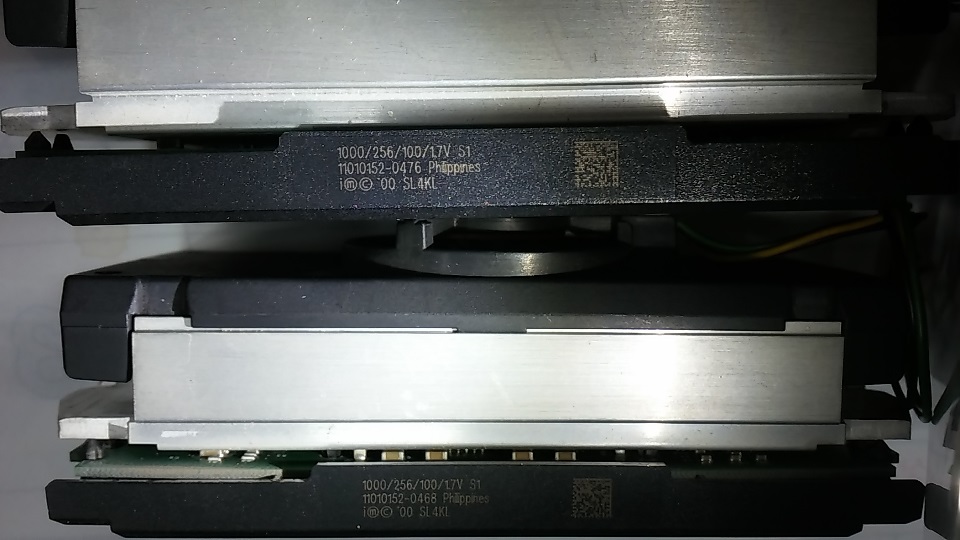 1000/256/100/1.7V S1
11010152-0476 Philippines
i ⓜ © '00 SL4KL
1000/256/100/1.7V S1
11010152-0468 Philippines
i ⓜ © '00 SL4KL